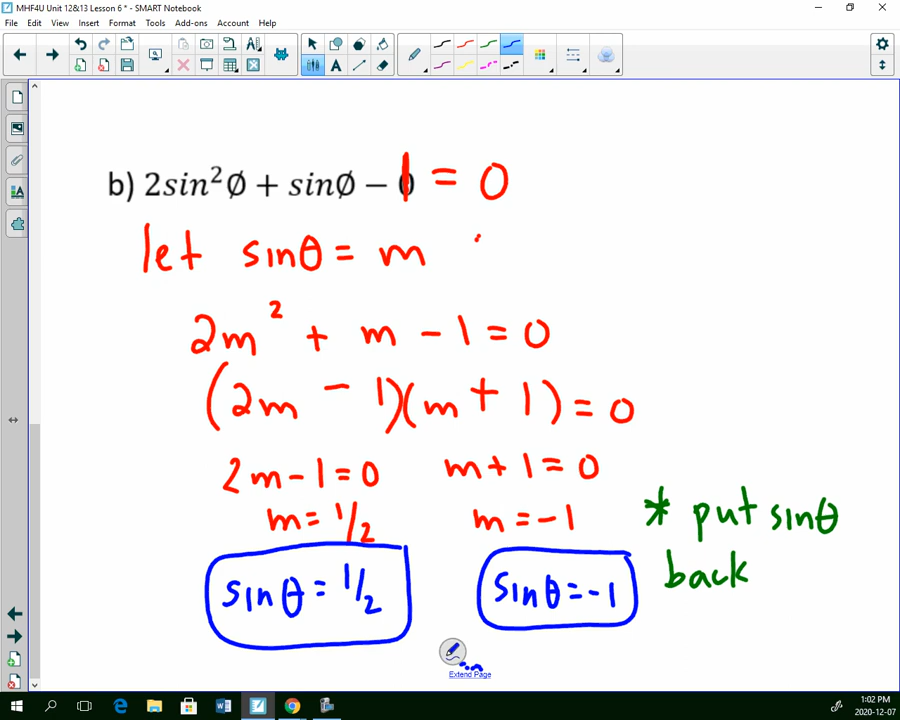 MHF4U Unit 12&13 Lesson 6 * - SMART Notebook
File Edit View Insert Format Tools Add-ons Account Help
b) 2sin²∅ + sin∅ − 1 = 0
let sinθ = m
2m² + m - 1 = 0
(2m - 1)(m + 1) = 0
2m - 1 = 0 m + 1 = 0
m = 1/2 m = -1
* put sinθ
back
sinθ = 1/2 sinθ = -1
Extend Page
1:02 PM
2020-12-07